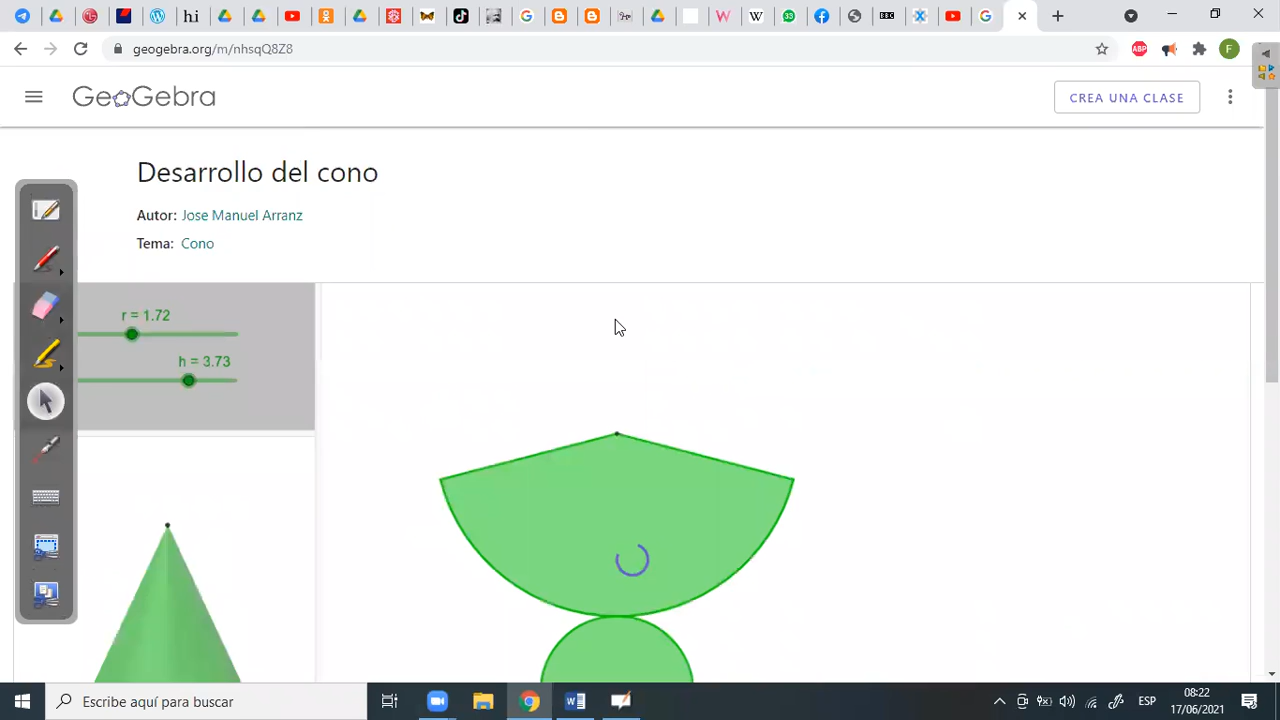 geogebra.org/m/nhsqQ8Z8
ABP
F
GeoGebra
CREA UNA CLASE
Desarrollo del cono
Autor: Jose Manuel Arranz
Tema: Cono
r = 1.72
h = 3.73
Escribe aquí para buscar
ESP
08:22
17/06/2021